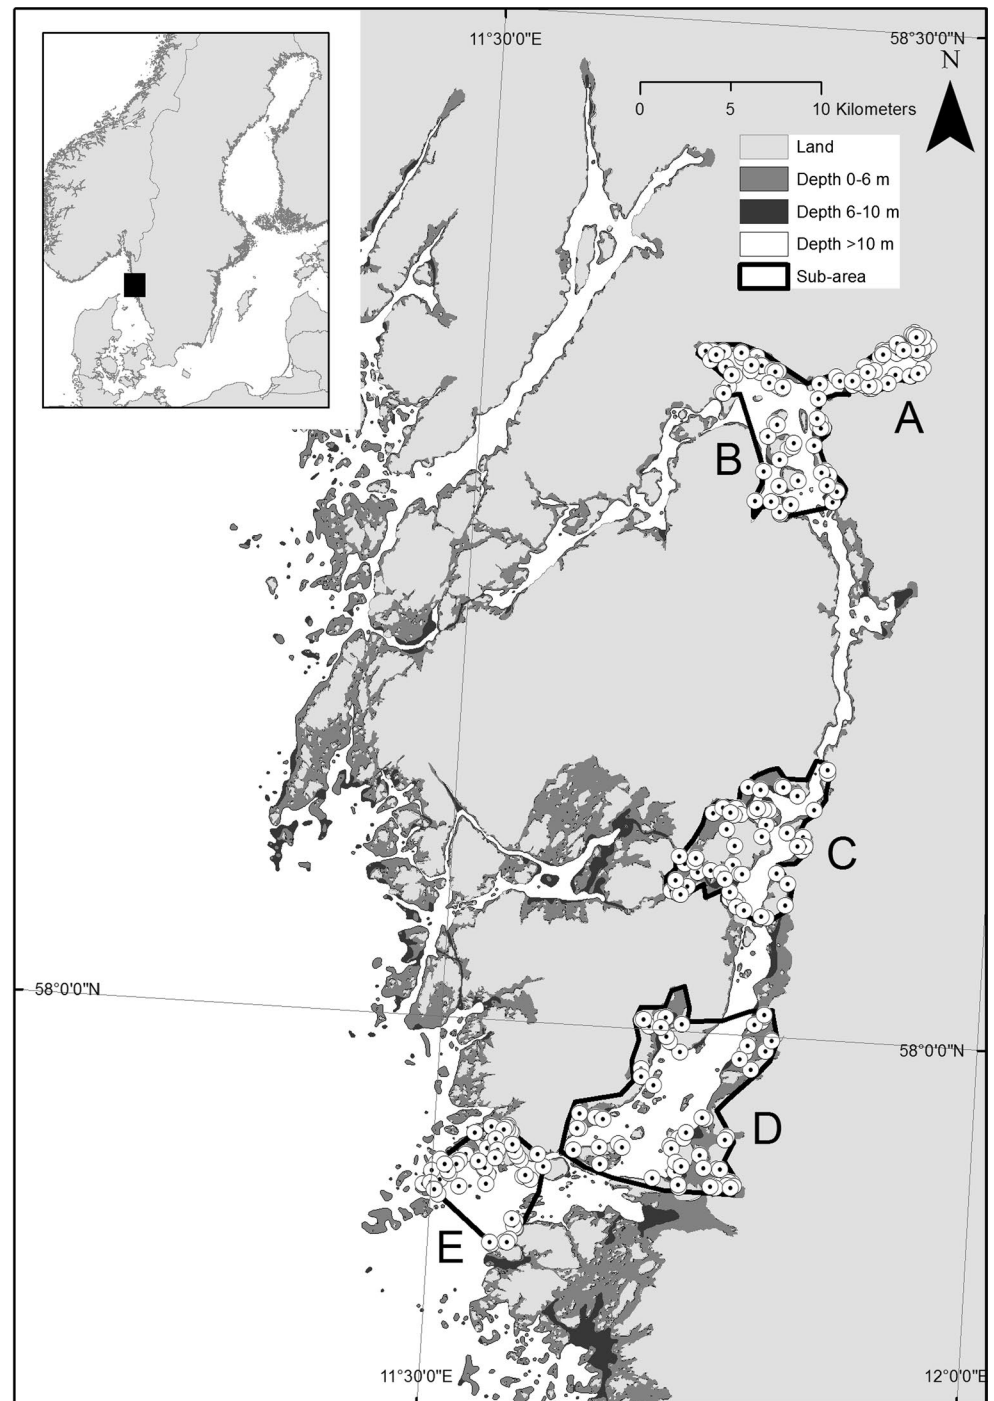 11°30'0"E
58°30'0"N
N
0 5 10 Kilometers
Land
Depth 0-6 m
Depth 6-10 m
Depth >10 m
Sub-area
A
B
C
58°0'0"N
58°0'0"N
D
E
11°30'0"E
12°0'0"E